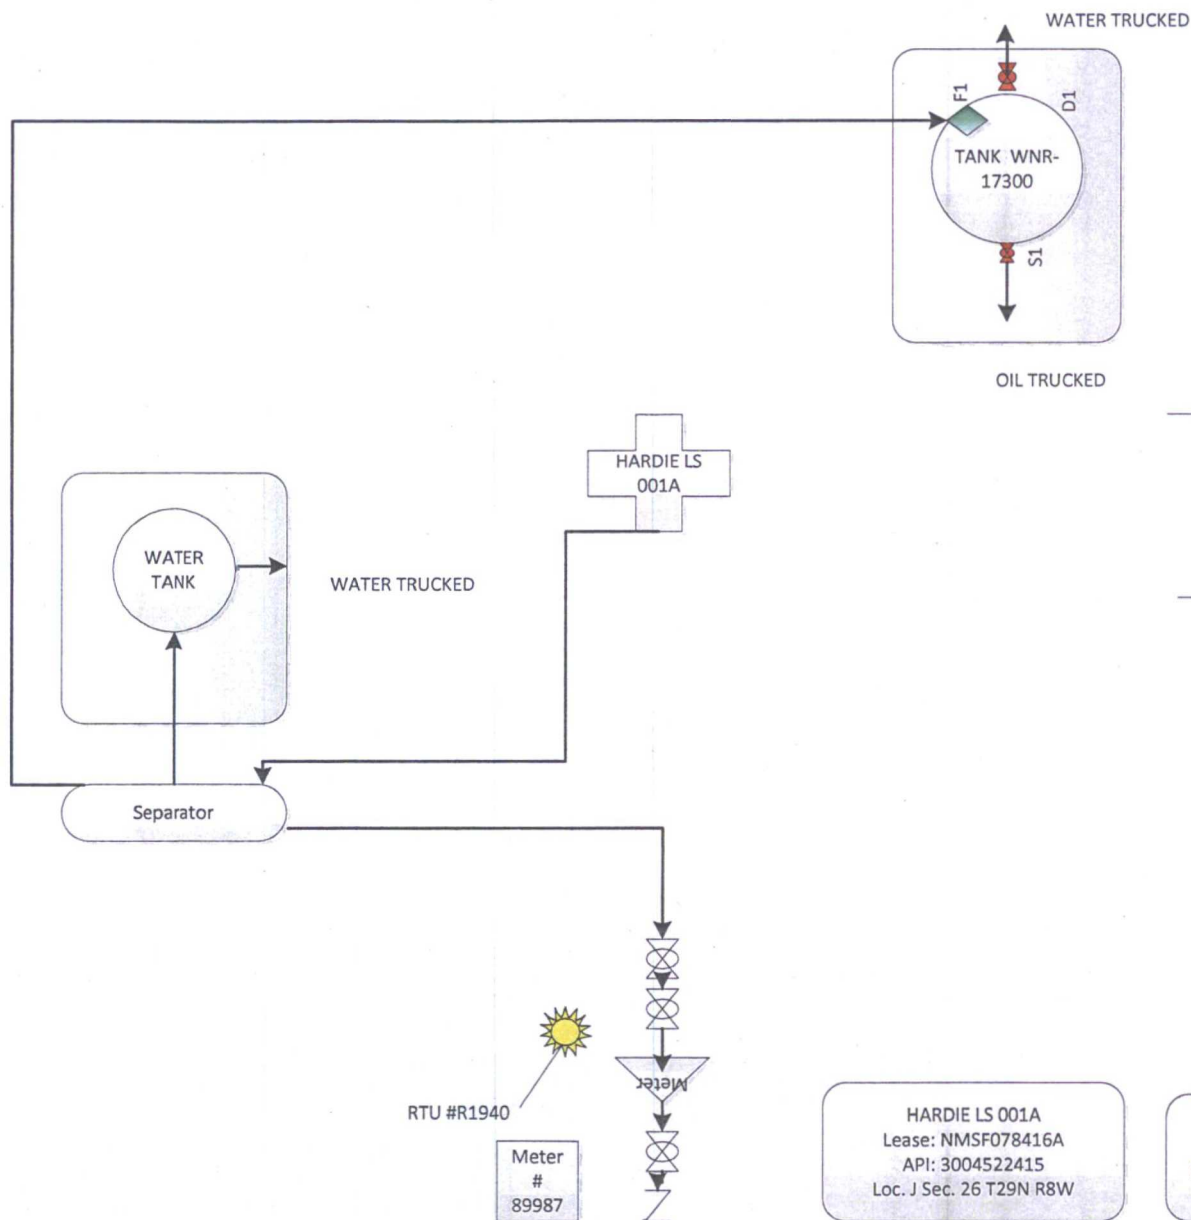 WATER TRUCKED
F1
D1
TANK WNR-
17300
S1
OIL TRUCKED
HARDIE LS
001A
WATER
TANK
WATER TRUCKED
Separator
RTU #R1940
Meter
Meter
#
89987
HARDIE LS 001A
Lease: NMSF078416A
API: 3004522415
Loc. J Sec. 26 T29N R8W